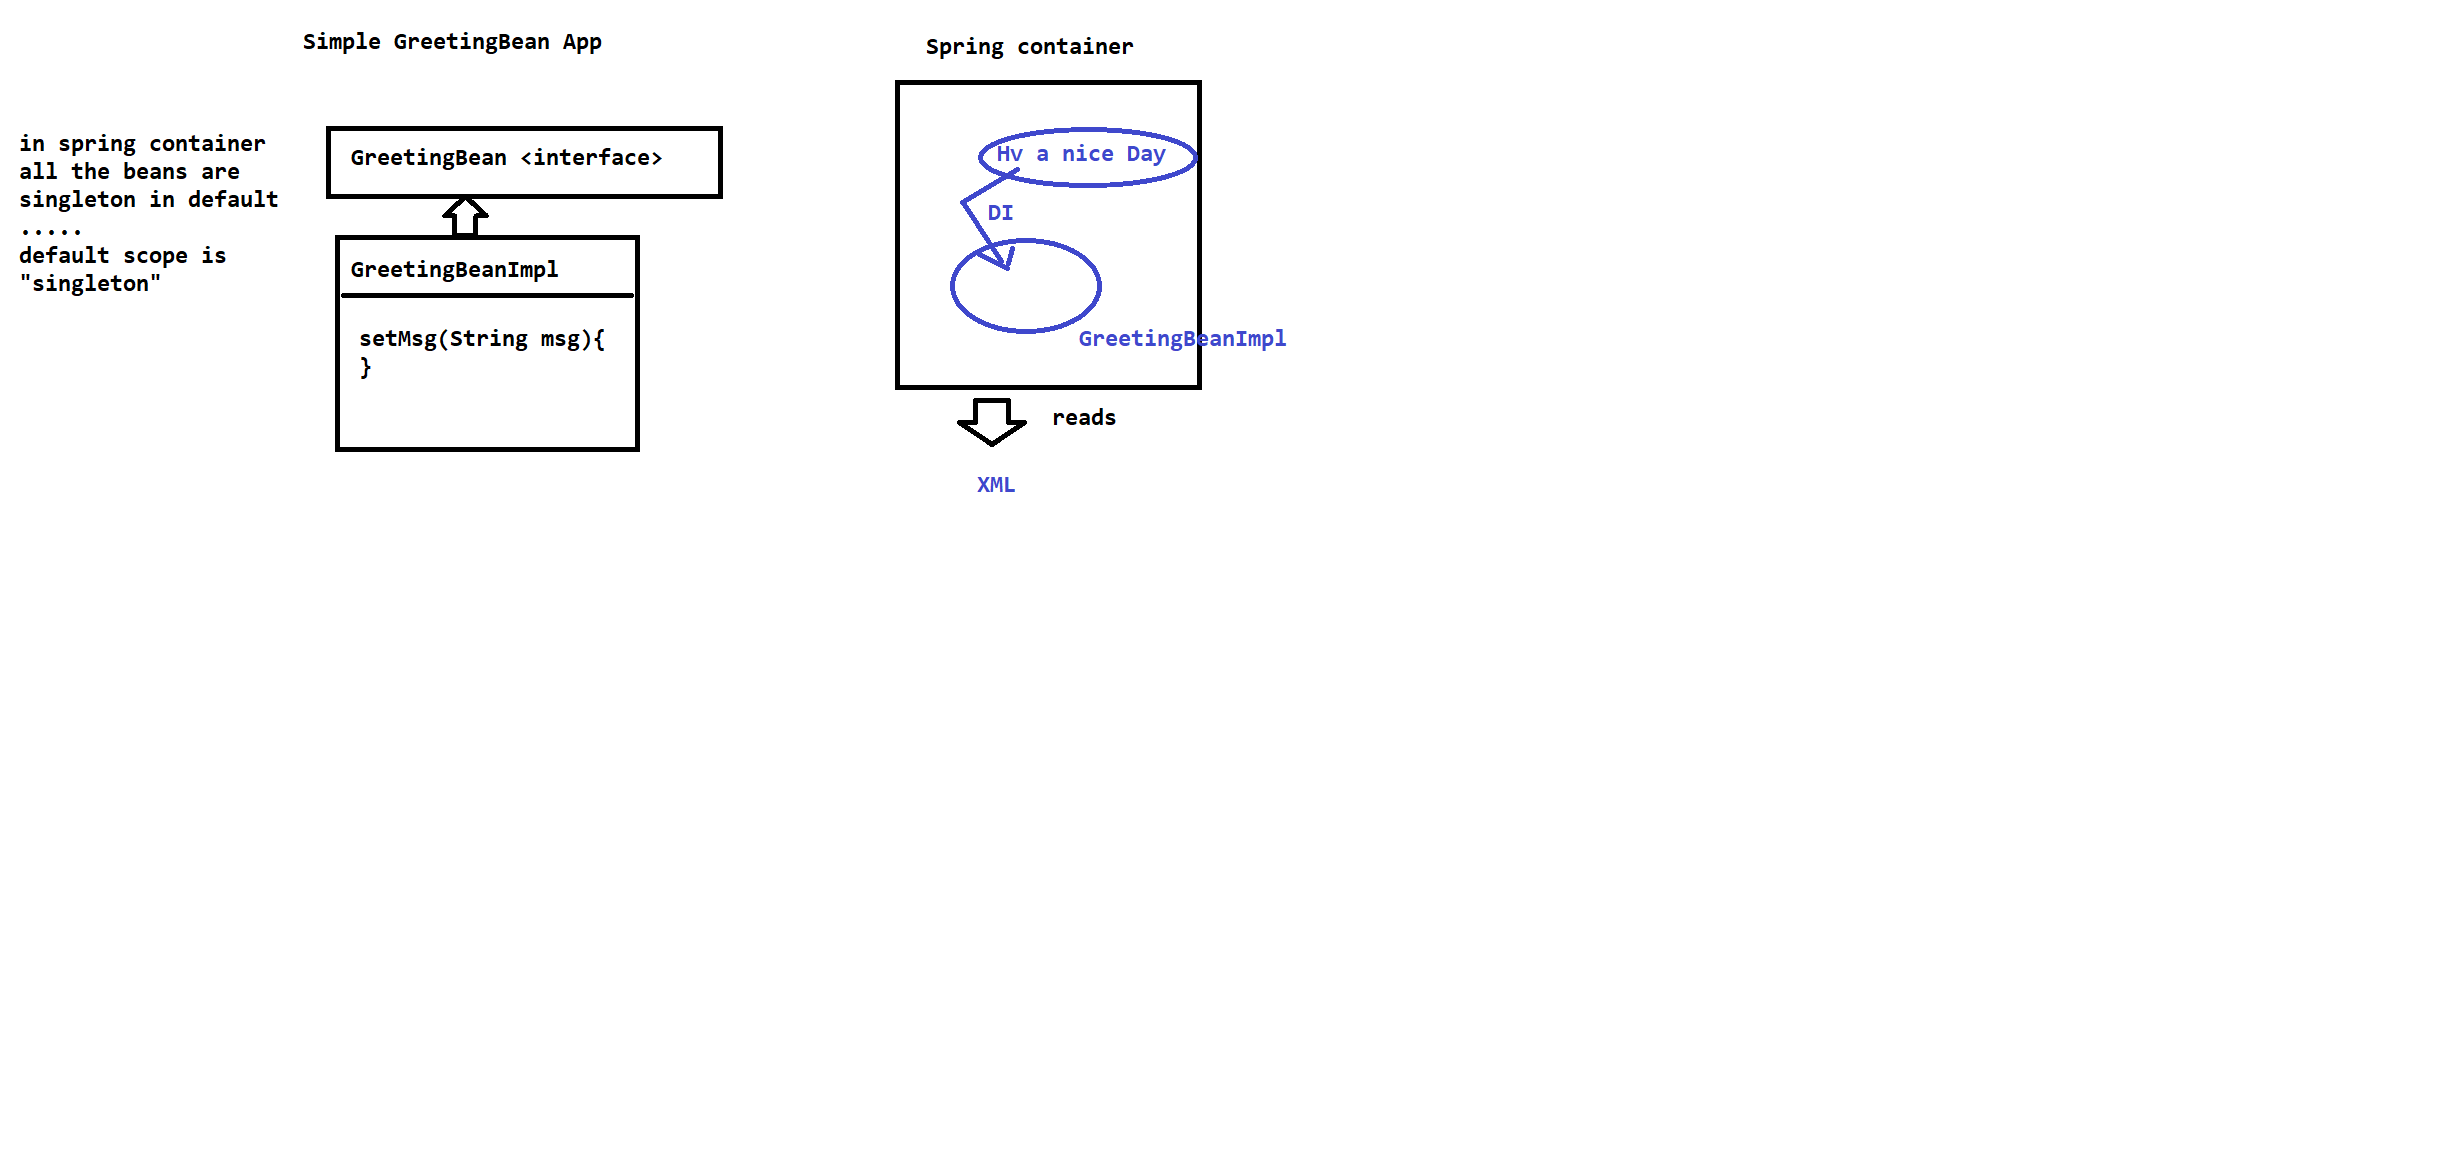 Simple GreetingBean App
in spring container
all the beans are
singleton in default
.....
default scope is
"singleton"
GreetingBean <interface>
GreetingBeanImpl
setMsg(String msg){
}
Spring container
Hv a nice Day
DI
GreetingBeanImpl
reads
XML